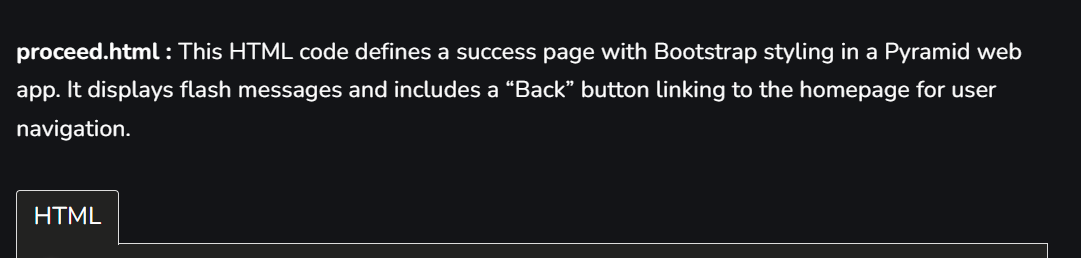 proceed.html : This HTML code defines a success page with Bootstrap styling in a Pyramid web
app. It displays flash messages and includes a “Back” button linking to the homepage for user
navigation.
HTML